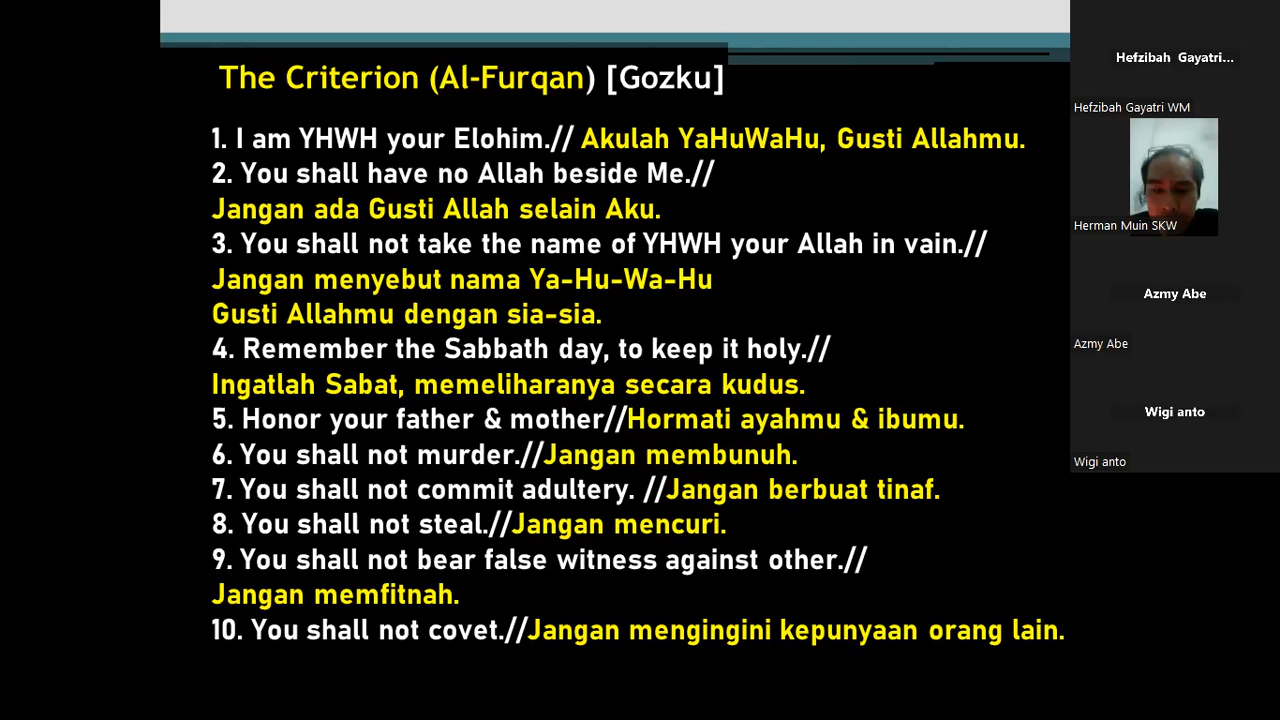 The Criterion (Al-Furqan) [Gozku]
1. I am YHWH your Elohim.// Akulah YaHuWaHu, Gusti Allahmu.
2. You shall have no Allah beside Me.//
Jangan ada Gusti Allah selain Aku.
3. You shall not take the name of YHWH your Allah in vain.//
Jangan menyebut nama Ya-Hu-Wa-Hu
Gusti Allahmu dengan sia-sia.
4. Remember the Sabbath day, to keep it holy.//
Ingatlah Sabat, memeliharanya secara kudus.
5. Honor your father & mother//Hormati ayahmu & ibumu.
6. You shall not murder.//Jangan membunuh.
7. You shall not commit adultery. //Jangan berbuat tinaf.
8. You shall not steal.//Jangan mencuri.
9. You shall not bear false witness against other.//
Jangan memfitnah.
10. You shall not covet.//Jangan mengingini kepunyaan orang lain.
Hefzibah Gayatri...
Hefzibah Gayatri WM
Herman Muin SKW
Azmy Abe
Azmy Abe
Wigi anto
Wigi anto